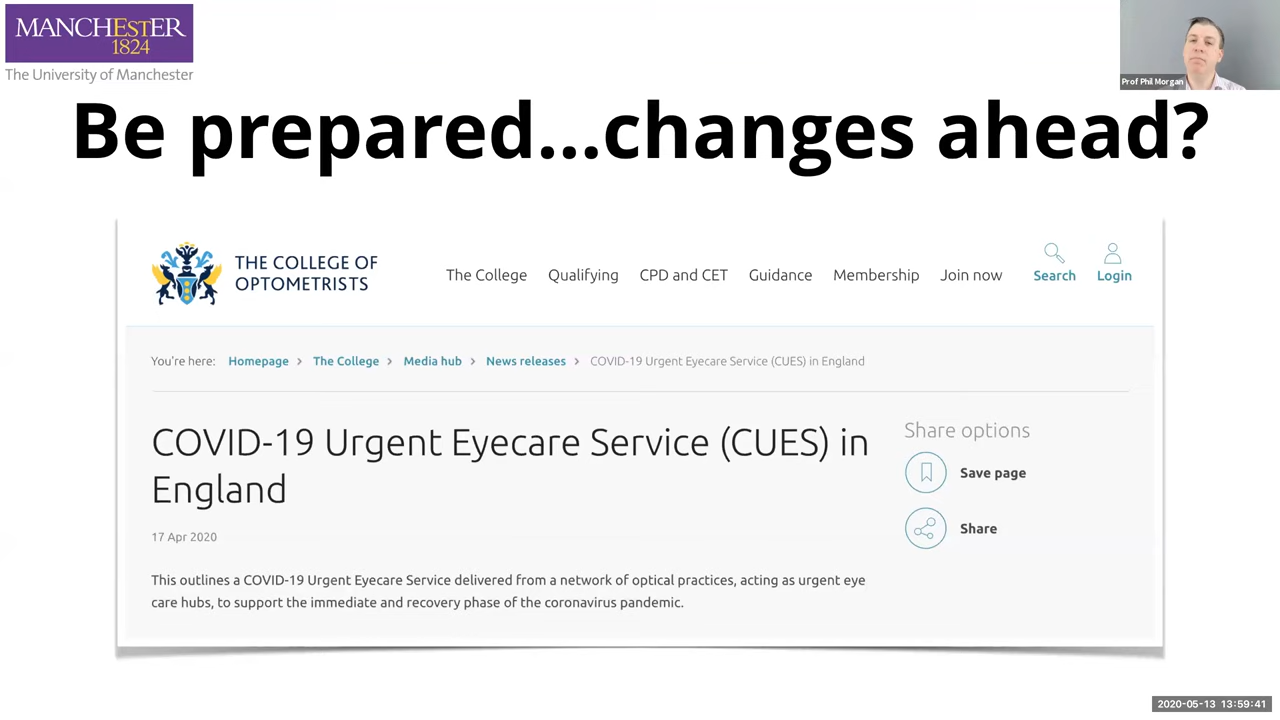 MANCHESTER
1824
The University of Manchester
Prof Phil Morgan
Be prepared...changes ahead?
THE COLLEGE OF
OPTOMETRISTS
The College Qualifying CPD and CET Guidance Membership Join now Search Login
You're here: Homepage > The College > Media hub > News releases > COVID-19 Urgent Eyecare Service (CUES) in England
COVID-19 Urgent Eyecare Service (CUES) in
England
17 Apr 2020
This outlines a COVID-19 Urgent Eyecare Service delivered from a network of optical practices, acting as urgent eye
care hubs, to support the immediate and recovery phase of the coronavirus pandemic.
Share options
Save page
Share
2020-05-13 13:59:41